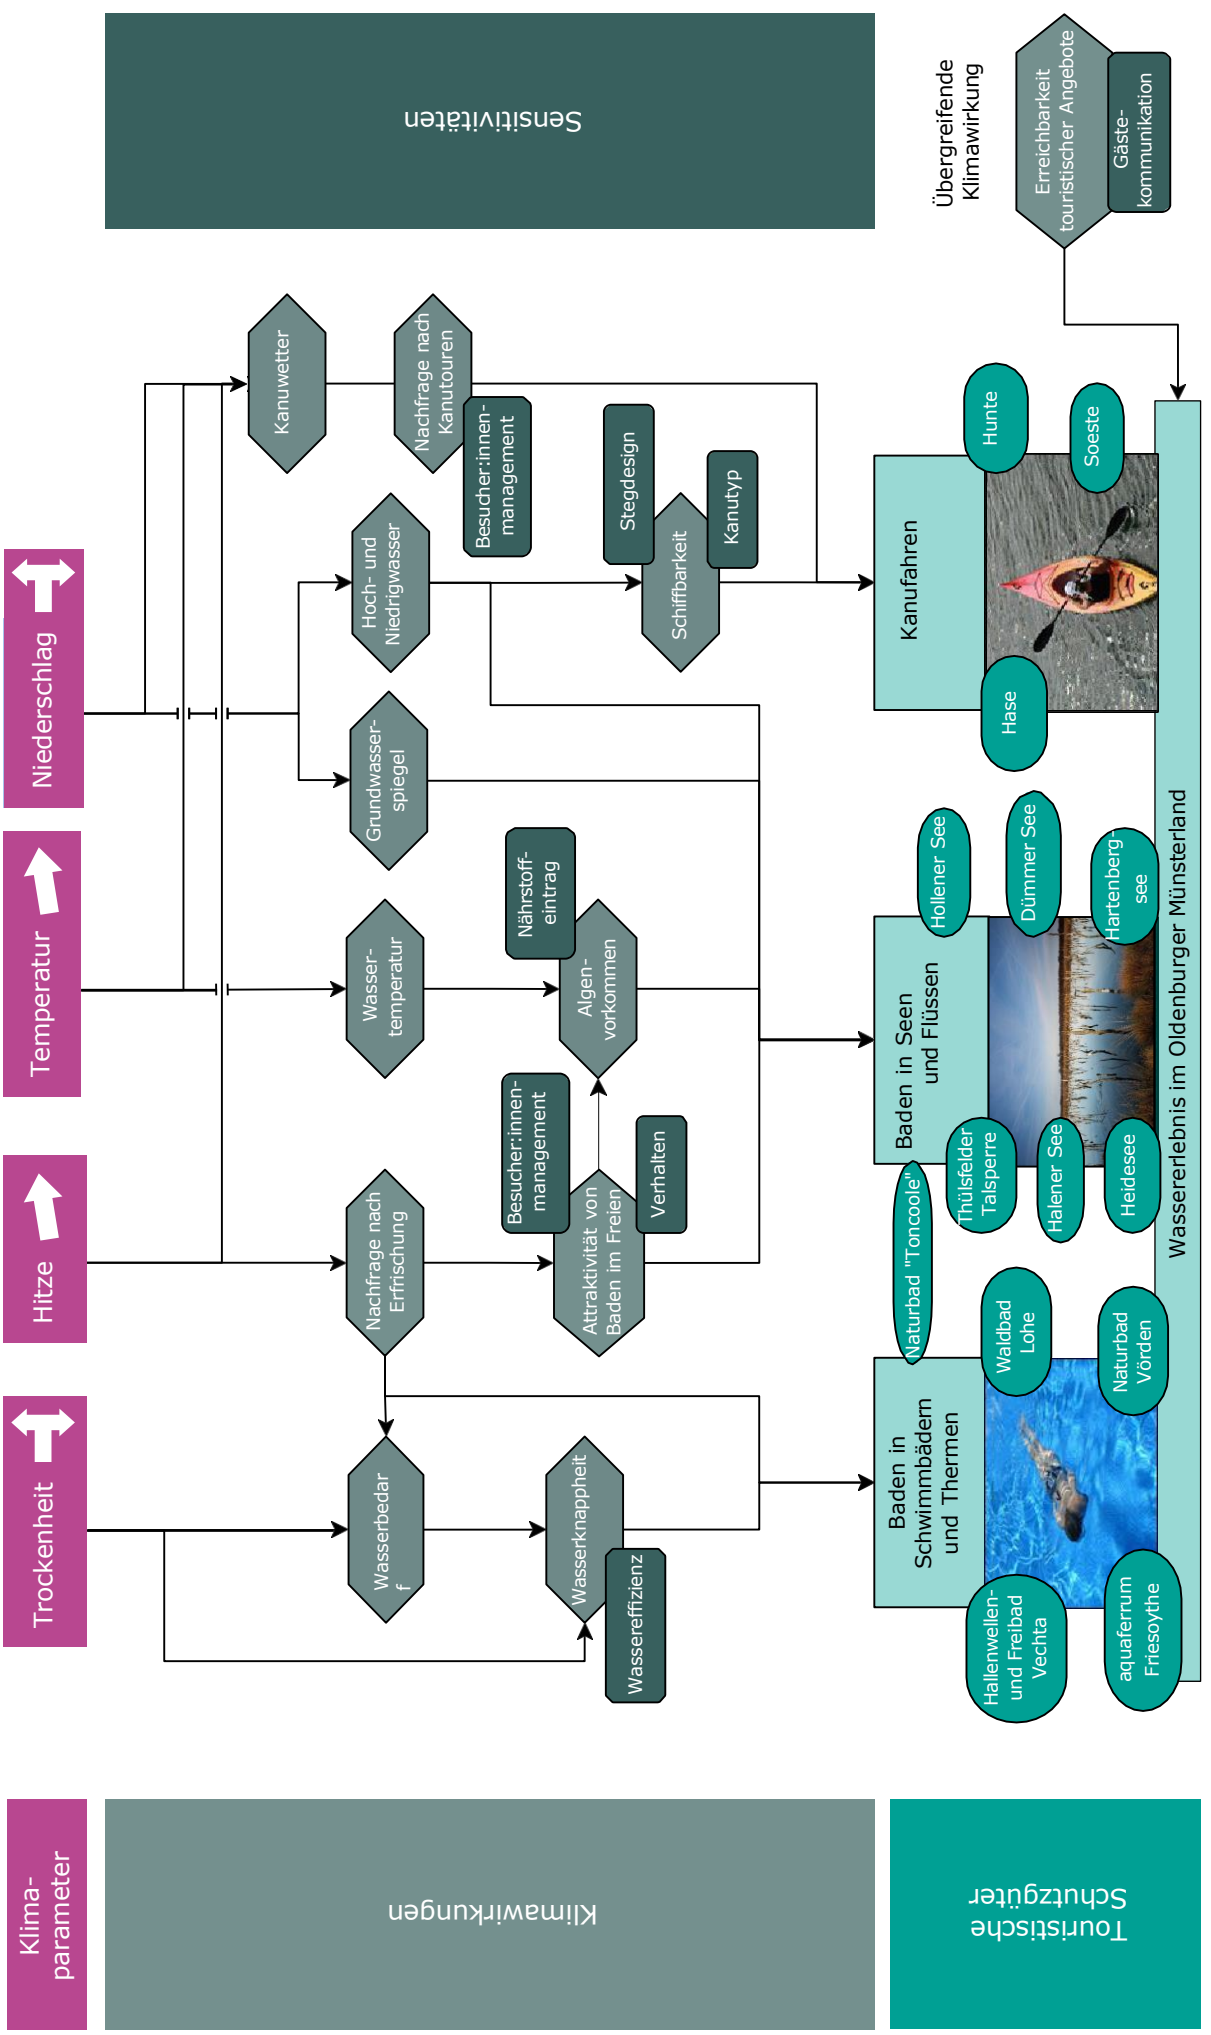 Klima-
parameter
Trockenheit
Hitze
Temperatur
Niederschlag
Klimawirkungen
Sensitivitäten
Kanuwetter
Wasserbedar
f
Nachfrage nach
Erfrischung
Wasser-
temperatur
Grundwasser-
spiegel
Hoch- und
Niedrigwasser
Nachfrage nach
Kanutouren
Besucher:innen-
management
Wasserknappheit
Wassereffizienz
Besucher:innen-
management
Attraktivität von
Baden im Freien
Verhalten
Nährstoff-
eintrag
Algen-
vorkommen
Stegdesign
Schiffbarkeit
Kanutyp
Touristische
Schutzgüter
Baden in
Schwimmbädern
und Thermen
Hallenwellen-
und Freibad
Vechta
aquaferrum
Friesoythe
Waldbad
Lohe
Naturbad
Vörden
Naturbad "Toncoole"
Baden in Seen
und Flüssen
Thülsfelder
Talsperre
Halener See
Heidesee
Hollener See
Dümmer See
Hartenberg-
see
Kanufahren
Hase
Hunte
Soeste
Wassererlebnis im Oldenburger Münsterland
Übergreifende
Klimawirkung
Erreichbarkeit
touristischer Angebote
Gäste-
kommunikation